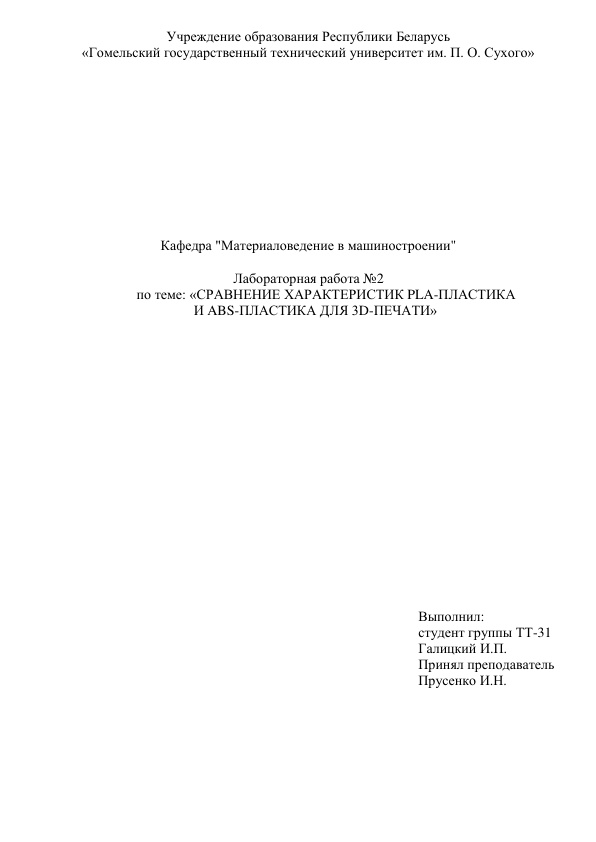 Учреждение образования Республики Беларусь
«Гомельский государственный технический университет им. П. О. Сухого»
Кафедра "Материаловедение в машиностроении"
Лабораторная работа №2
по теме: «СРАВНЕНИЕ ХАРАКТЕРИСТИК PLA-ПЛАСТИКА
И ABS-ПЛАСТИКА ДЛЯ 3D-ПЕЧАТИ»
Выполнил:
студент группы ТТ-31
Галицкий И.П.
Принял преподаватель
Прусенко И.Н.